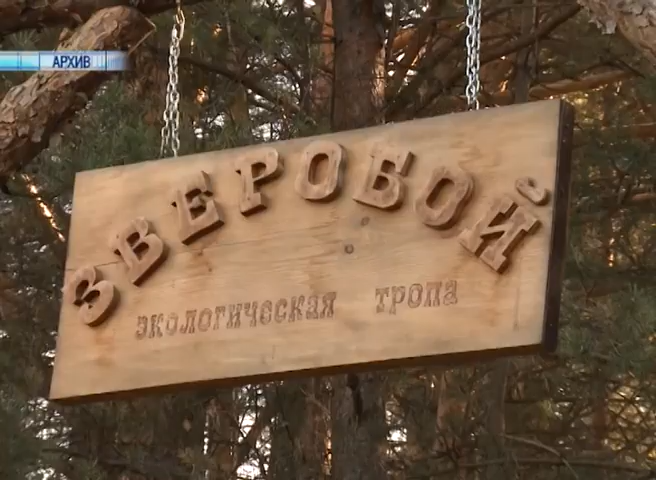 АРХИВ
ЗВЕРОБОЙ
экологическая тропа